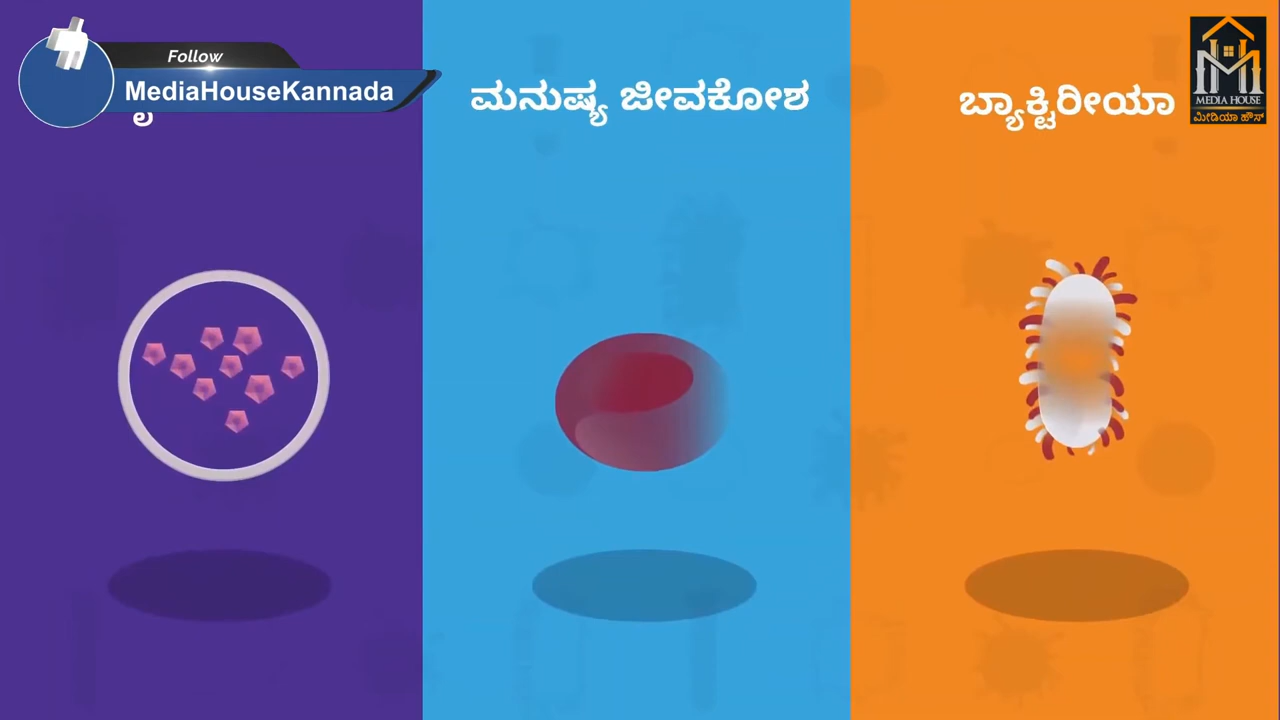 Follow
MediaHouseKannada
ಮನುಷ್ಯ ಜೀವಕೋಶ
ಬ್ಯಾಕ್ಟಿರೀಯಾ
MEDIA HOUSE
ಮೀಡಿಯಾ ಹೌಸ್